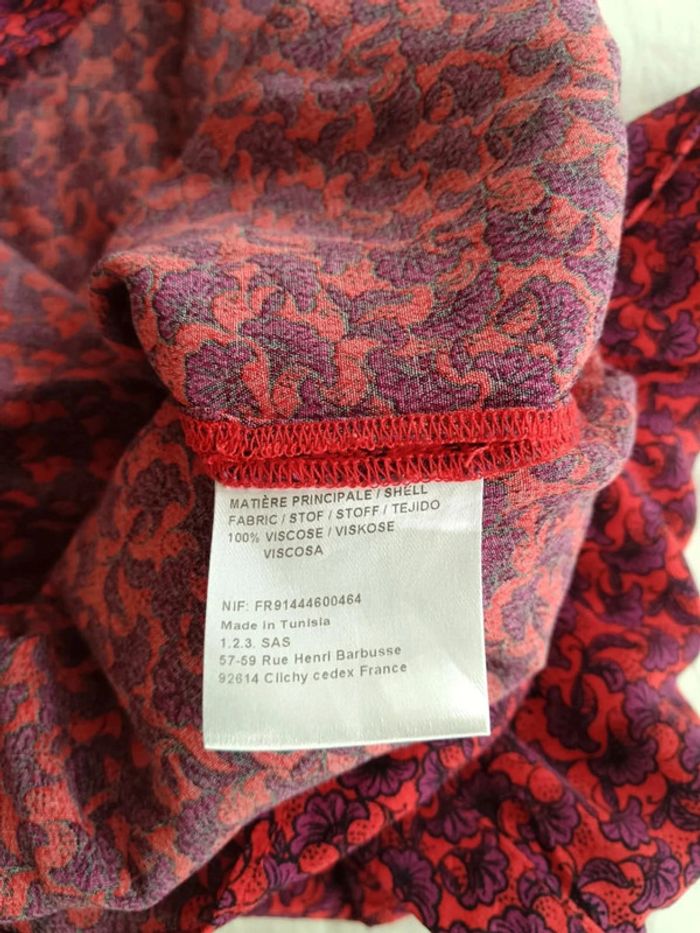 MATIÈRE PRINCIPALE / SHELL
FABRIC / STOF / STOFF / TEJIDO
100% VISCOSE / VISKOSE
VISCOSA
NIF: FR91444600464
Made in Tunisia
1.2.3. SAS
57-59 Rue Henri Barbusse
92614 Clichy cedex France